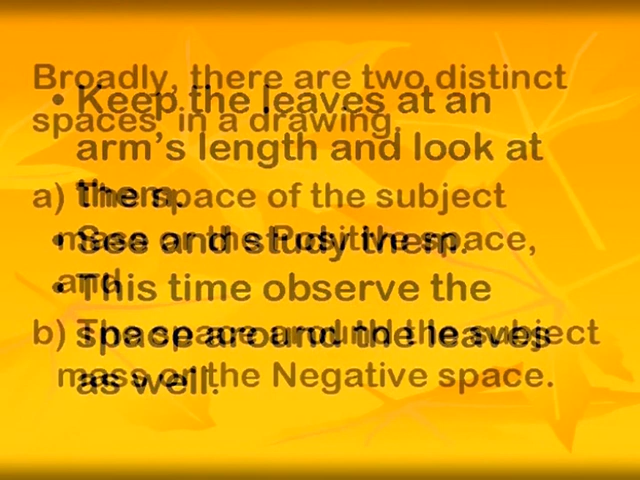 Broadly, there are two distinct
spaces, in a drawing,
a) The space of the subject
mass or the Positive space,
and
b) The space around the subject
mass or the Negative space.
• Keep the leaves at an
arm's length and look at
them.
• See and study them.
• This time observe the
space around the leaves
as well.